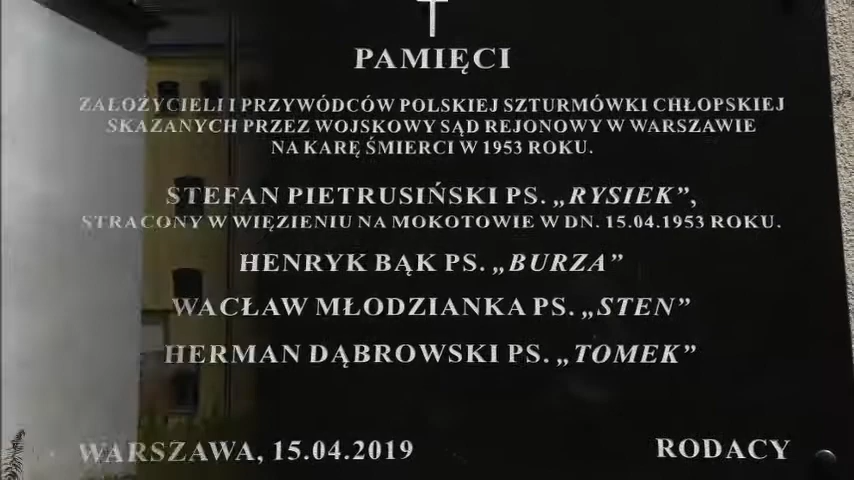 PAMIĘCI
ZAŁOŻYCIELI I PRZYWÓDCÓW POLSKIEJ SZTURMÓWKI CHŁOPSKIEJ
SKAZANYCH PRZEZ WOJSKOWY SĄD REJONOWY W WARSZAWIE
NA KARĘ ŚMIERCI W 1953 ROKU.
STEFAN PIETRUSIŃSKI PS. „RYSIEK”,
STRACONY W WIĘZIENIU NA MOKOTOWIE W DN. 15.04.1953 ROKU.
HENRYK BĄK PS. „BURZA”
WACŁAW MŁODZIANKA PS. „STEN”
HERMAN DĄBROWSKI PS. „TOMEK”
WARSZAWA, 15.04.2019 RODACY